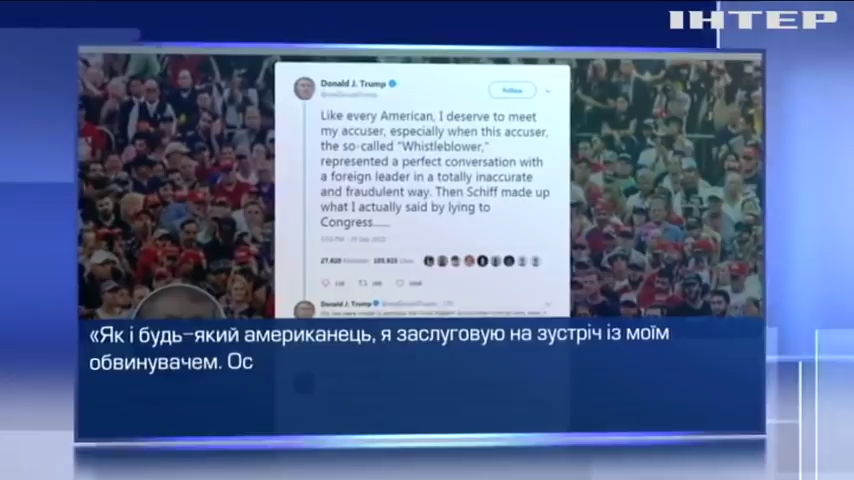 ІНТЕР
Donald J. Trump
Follow
Like every American, I deserve to meet
my accuser, especially when this accuser,
the so-called "Whistleblower,"
represented a perfect conversation with
a foreign leader in a totally inaccurate
and fraudulent way. Then Schiff made up
what I actually said by lying to
Congress.....
Donald J. Trump
«Як і будь-який американець, я заслуговую на зустріч із моїм
обвинувачем. Ос